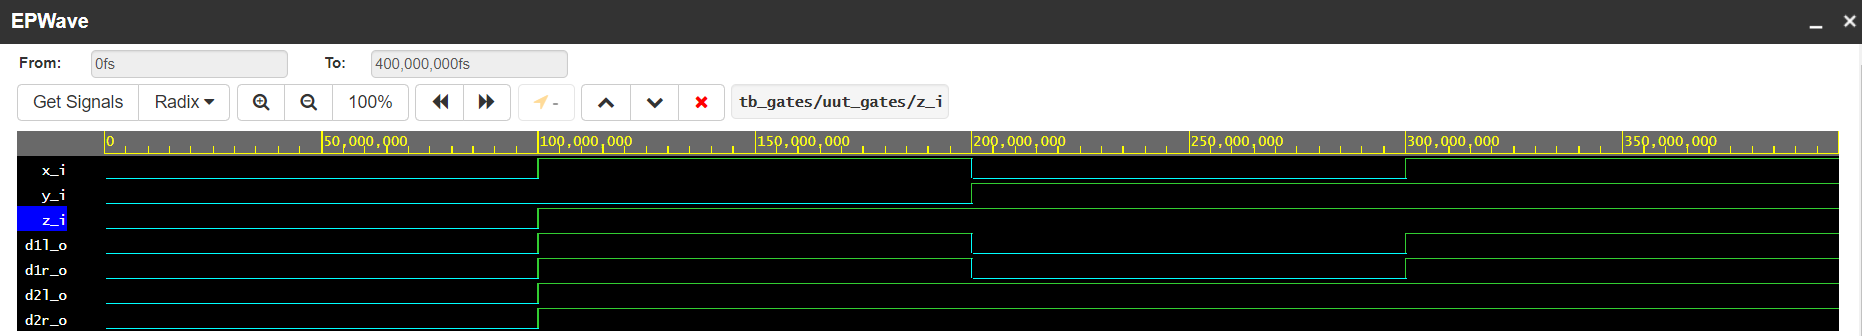 EPWave
From: 0fs To: 400,000,000fs
Get Signals Radix 100% - tb_gates/uut_gates/z_i
0 50,000,000 100,000,000 150,000,000 200,000,000 250,000,000 300,000,000 350,000,000
x_i
y_i
z_i
d1l_o
d1r_o
d2l_o
d2r_o